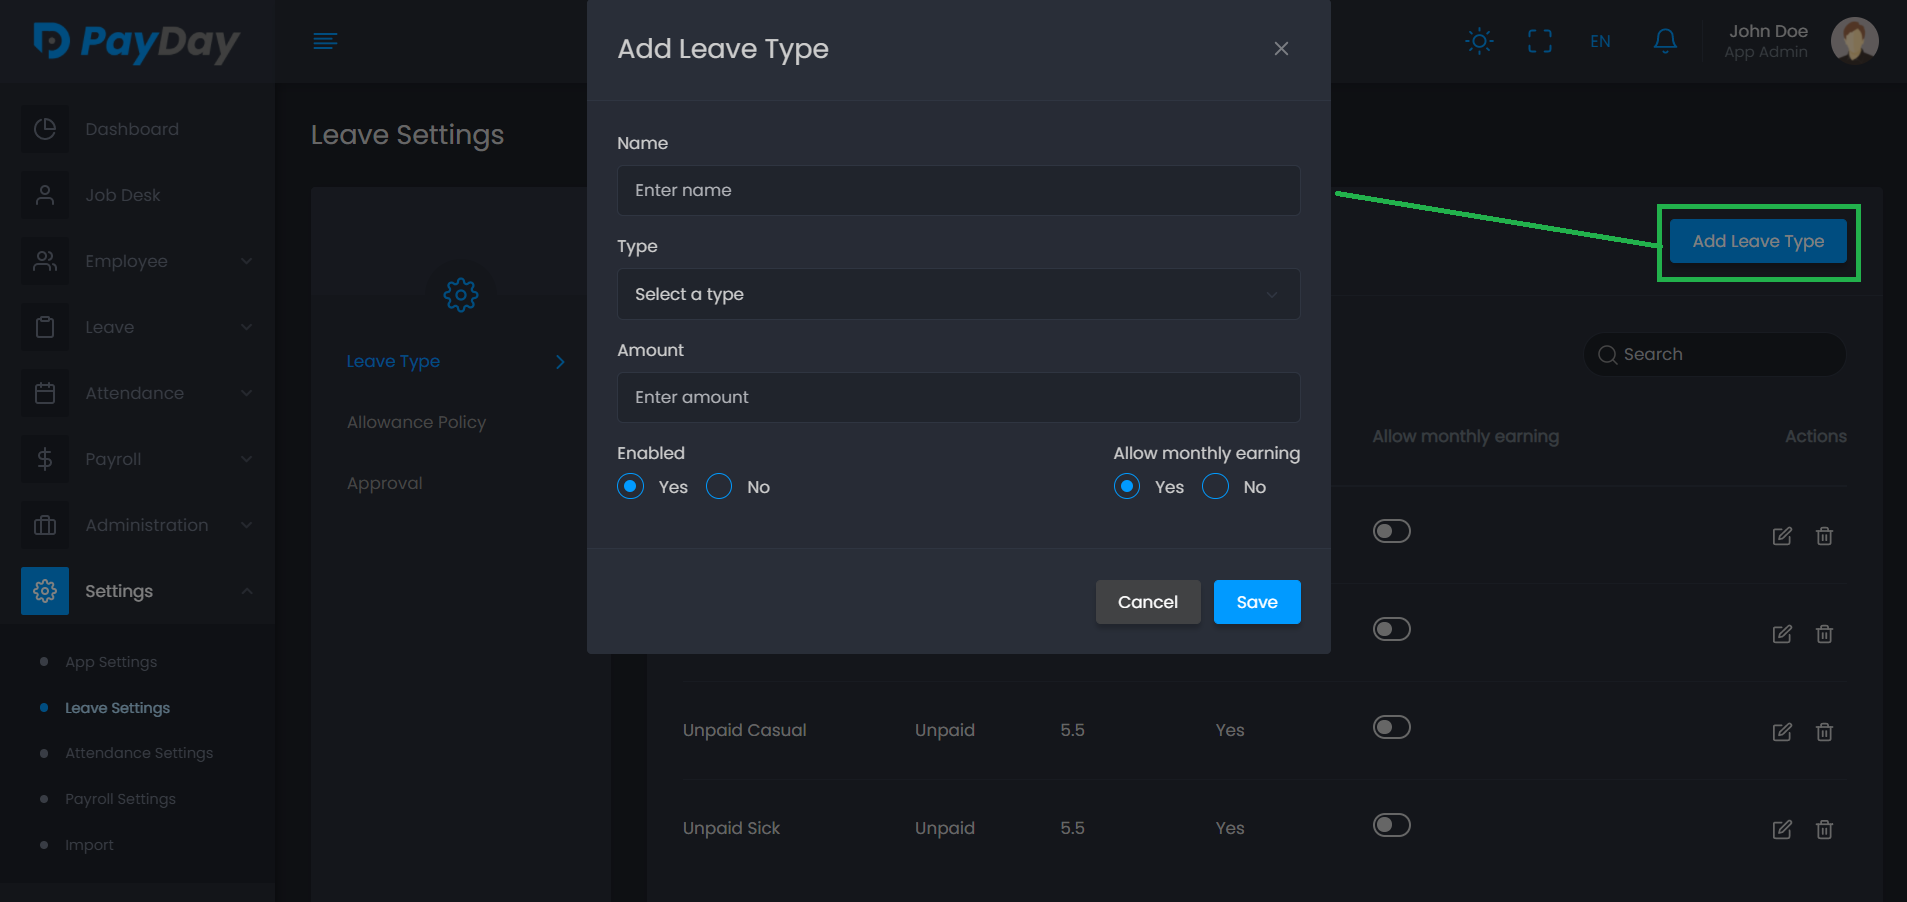 PayDay
EN
John Doe
App Admin
Dashboard
Job Desk
Employee
Leave
Attendance
Payroll
Administration
Settings
App Settings
Leave Settings
Attendance Settings
Payroll Settings
Import
Leave Settings
Leave Type
Allowance Policy
Approval
Add Leave Type
Name
Enter name
Type
Select a type
Amount
Enter amount
Enabled Allow monthly earning
Yes No Yes No
Cancel Save
Add Leave Type
Search
Allow monthly earning Actions
Unpaid Casual Unpaid 5.5 Yes
Unpaid Sick Unpaid 5.5 Yes